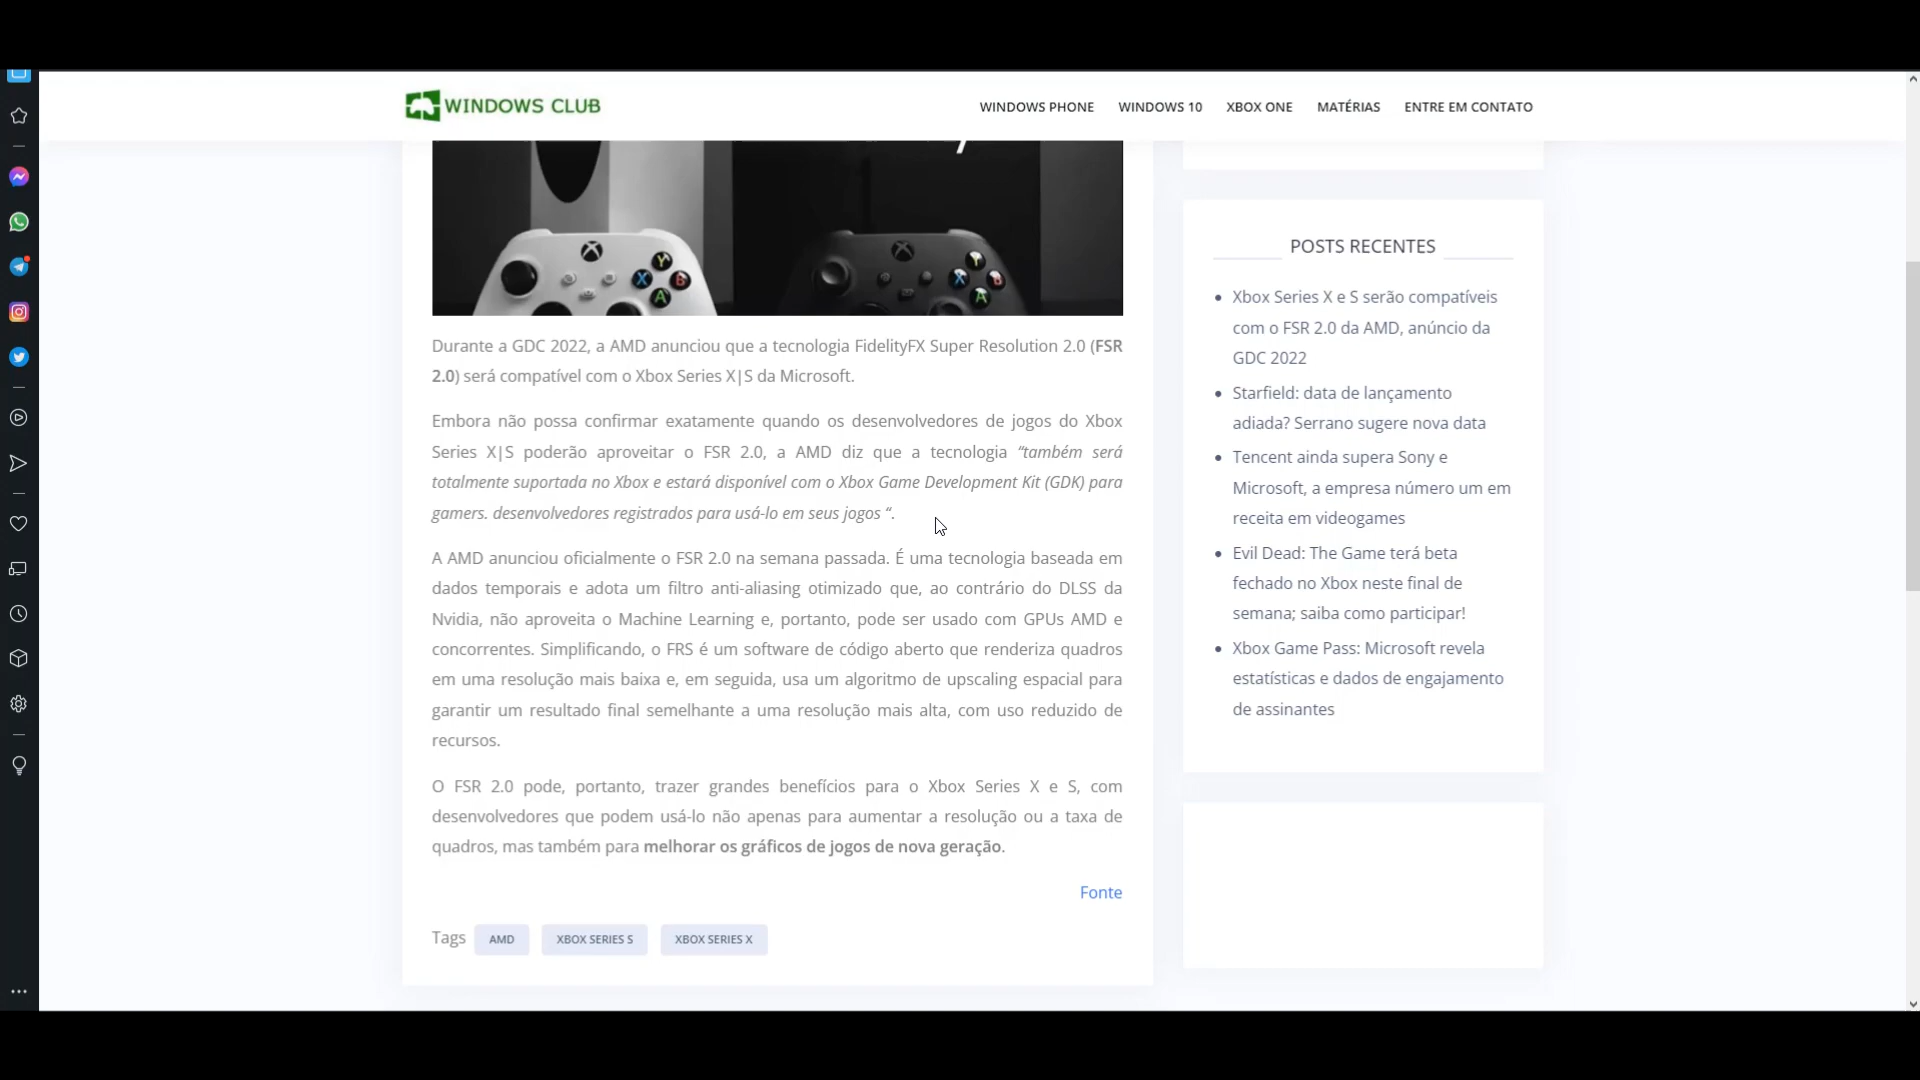 WINDOWS CLUB
WINDOWS PHONE WINDOWS 10 XBOX ONE MATÉRIAS ENTRE EM CONTATO
Y X B A
X Y B A
Durante a GDC 2022, a AMD anunciou que a tecnologia FidelityFX Super Resolution 2.0 (FSR
2.0) será compatível com o Xbox Series X|S da Microsoft.
Embora não possa confirmar exatamente quando os desenvolvedores de jogos do Xbox
Series X|S poderão aproveitar o FSR 2.0, a AMD diz que a tecnologia “também será
totalmente suportada no Xbox e estará disponível com o Xbox Game Development Kit (GDK) para
gamers. desenvolvedores registrados para usá-lo em seus jogos “.
A AMD anunciou oficialmente o FSR 2.0 na semana passada. É uma tecnologia baseada em
dados temporais e adota um filtro anti-aliasing otimizado que, ao contrário do DLSS da
Nvidia, não aproveita o Machine Learning e, portanto, pode ser usado com GPUs AMD e
concorrentes. Simplificando, o FRS é um software de código aberto que renderiza quadros
em uma resolução mais baixa e, em seguida, usa um algoritmo de upscaling espacial para
garantir um resultado final semelhante a uma resolução mais alta, com uso reduzido de
recursos.
O FSR 2.0 pode, portanto, trazer grandes benefícios para o Xbox Series X e S, com
desenvolvedores que podem usá-lo não apenas para aumentar a resolução ou a taxa de
quadros, mas também para melhorar os gráficos de jogos de nova geração.
Fonte
Tags AMD XBOX SERIES S XBOX SERIES X
POSTS RECENTES
Xbox Series X e S serão compatíveis
com o FSR 2.0 da AMD, anúncio da
GDC 2022
Starfield: data de lançamento
adiada? Serrano sugere nova data
Tencent ainda supera Sony e
Microsoft, a empresa número um em
receita em videogames
Evil Dead: The Game terá beta
fechado no Xbox neste final de
semana; saiba como participar!
Xbox Game Pass: Microsoft revela
estatísticas e dados de engajamento
de assinantes